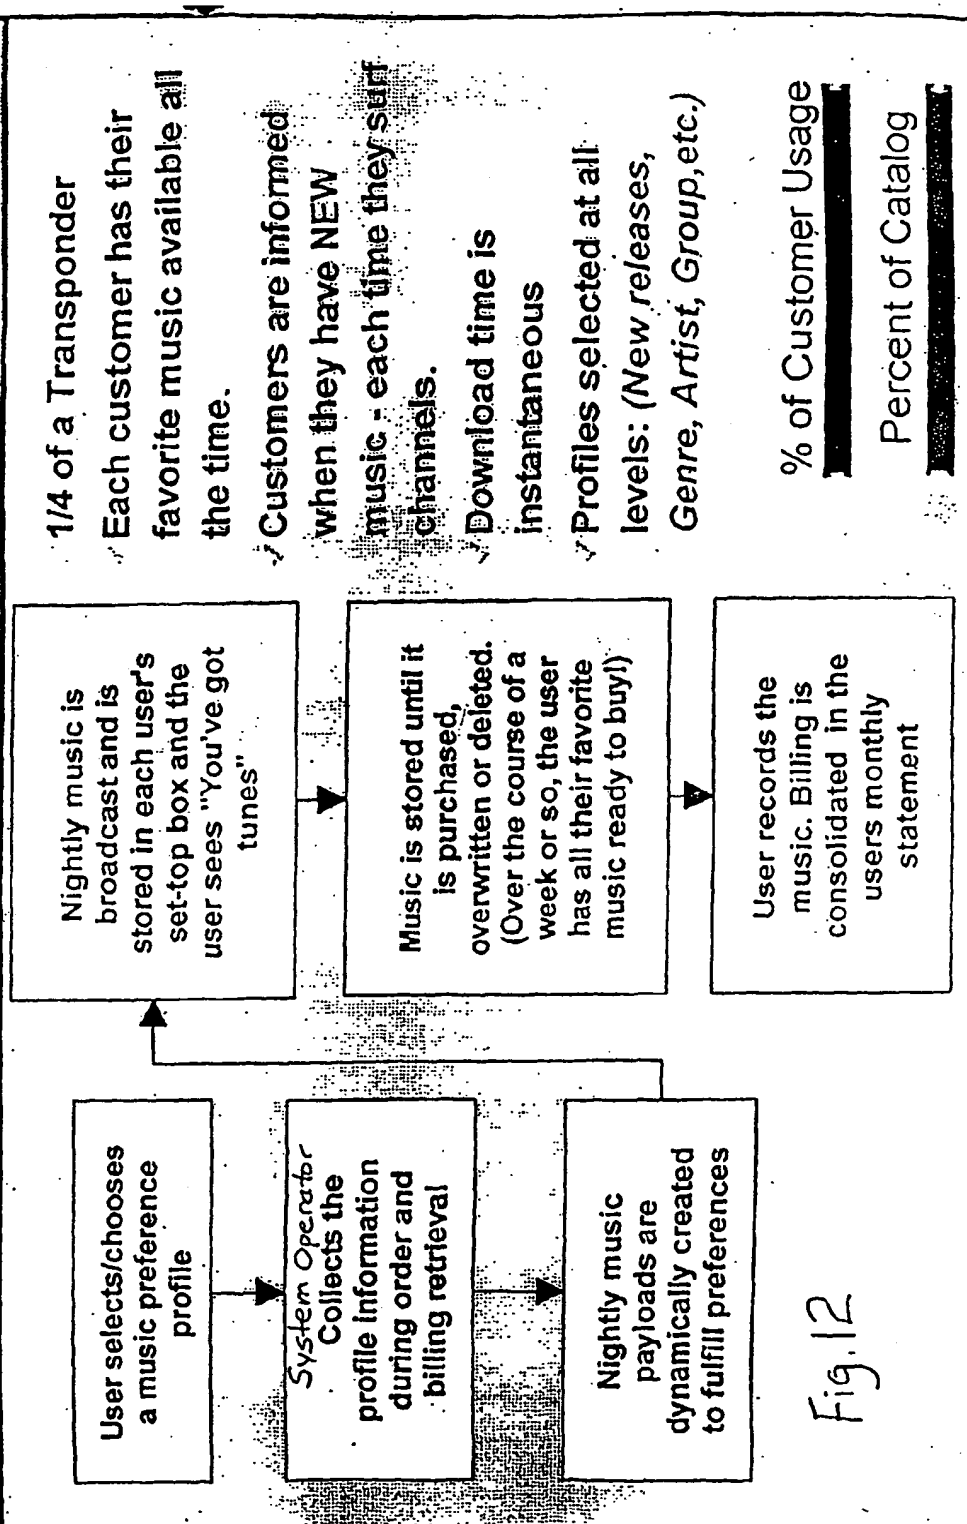 User selects/chooses
a music preference
profile
System Operator
Collects the
profile information
during order and
billing retrieval
Nightly music
payloads are
dynamically created
to fulfill preferences
Nightly music is
broadcast and is
stored in each user's
set-top box and the
user sees "You've got
tunes"
Music is stored until it
is purchased,
overwritten or deleted.
(Over the course of a
week or so, the user
has all their favorite
music ready to buy!)
User records the
music. Billing is
consolidated in the
users monthly
statement
1/4 of a Transponder
✓Each customer has their
favorite music available all
the time.
✓Customers are informed
when they have NEW
music - each time they surf
channels.
✓Download time is
instantaneous
✓Profiles selected at all
levels: (New releases,
Genre, Artist, Group,etc.)
% of Customer Usage
Percent of Catalog
Fig.12